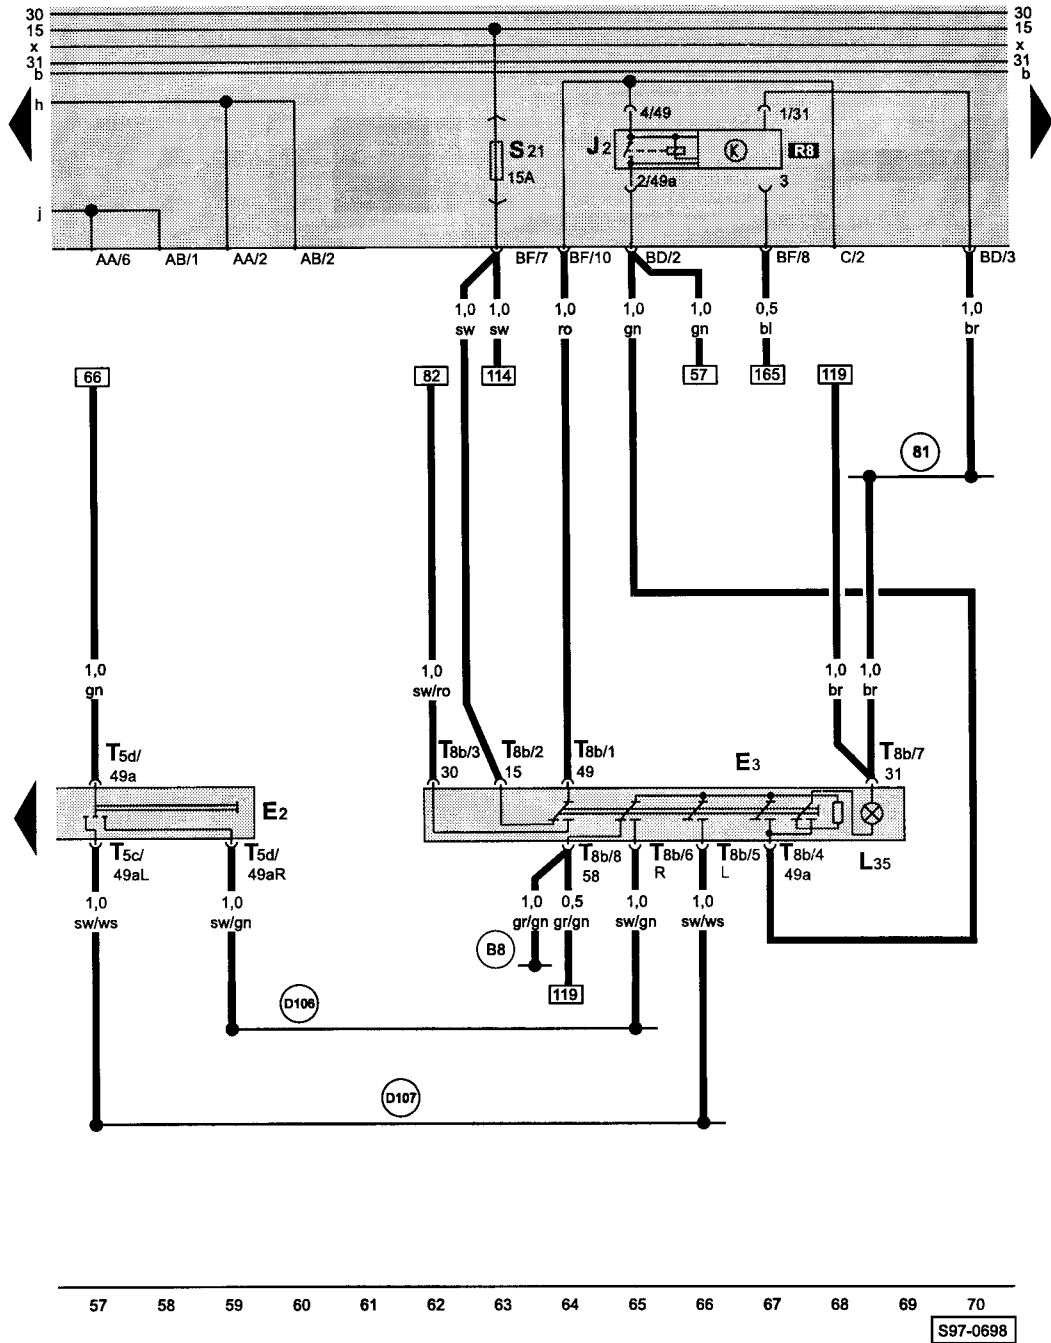 30 30
15 15
x x
31 31
b b
h
4/49 1/31
S21 J2 K R8
15A 2/49a 3
j
AA/6 AB/1 AA/2 AB/2 BF/7 BF/10 BD/2 BF/8 C/2 BD/3
1,0 1,0 1,0 1,0 1,0 0,5 1,0
sw sw ro gn gn bl br
66 82 114 57 165 119
81
1,0 1,0 1,0 1,0
gn sw/ro br br
T5d/ T8b/3 T8b/2 T8b/1 E3 T8b/7
49a 30 15 49 31
E2
T5c/ T5d/ T8b/8 T8b/6 T8b/5 T8b/4 L35
49aL 49aR 58 R L 49a
1,0 1,0 1,0 0,5 1,0 1,0
sw/ws sw/gn gr/gn gr/gn sw/gn sw/ws
B8
119
D106
D107
57 58 59 60 61 62 63 64 65 66 67 68 69 70
S97-0698